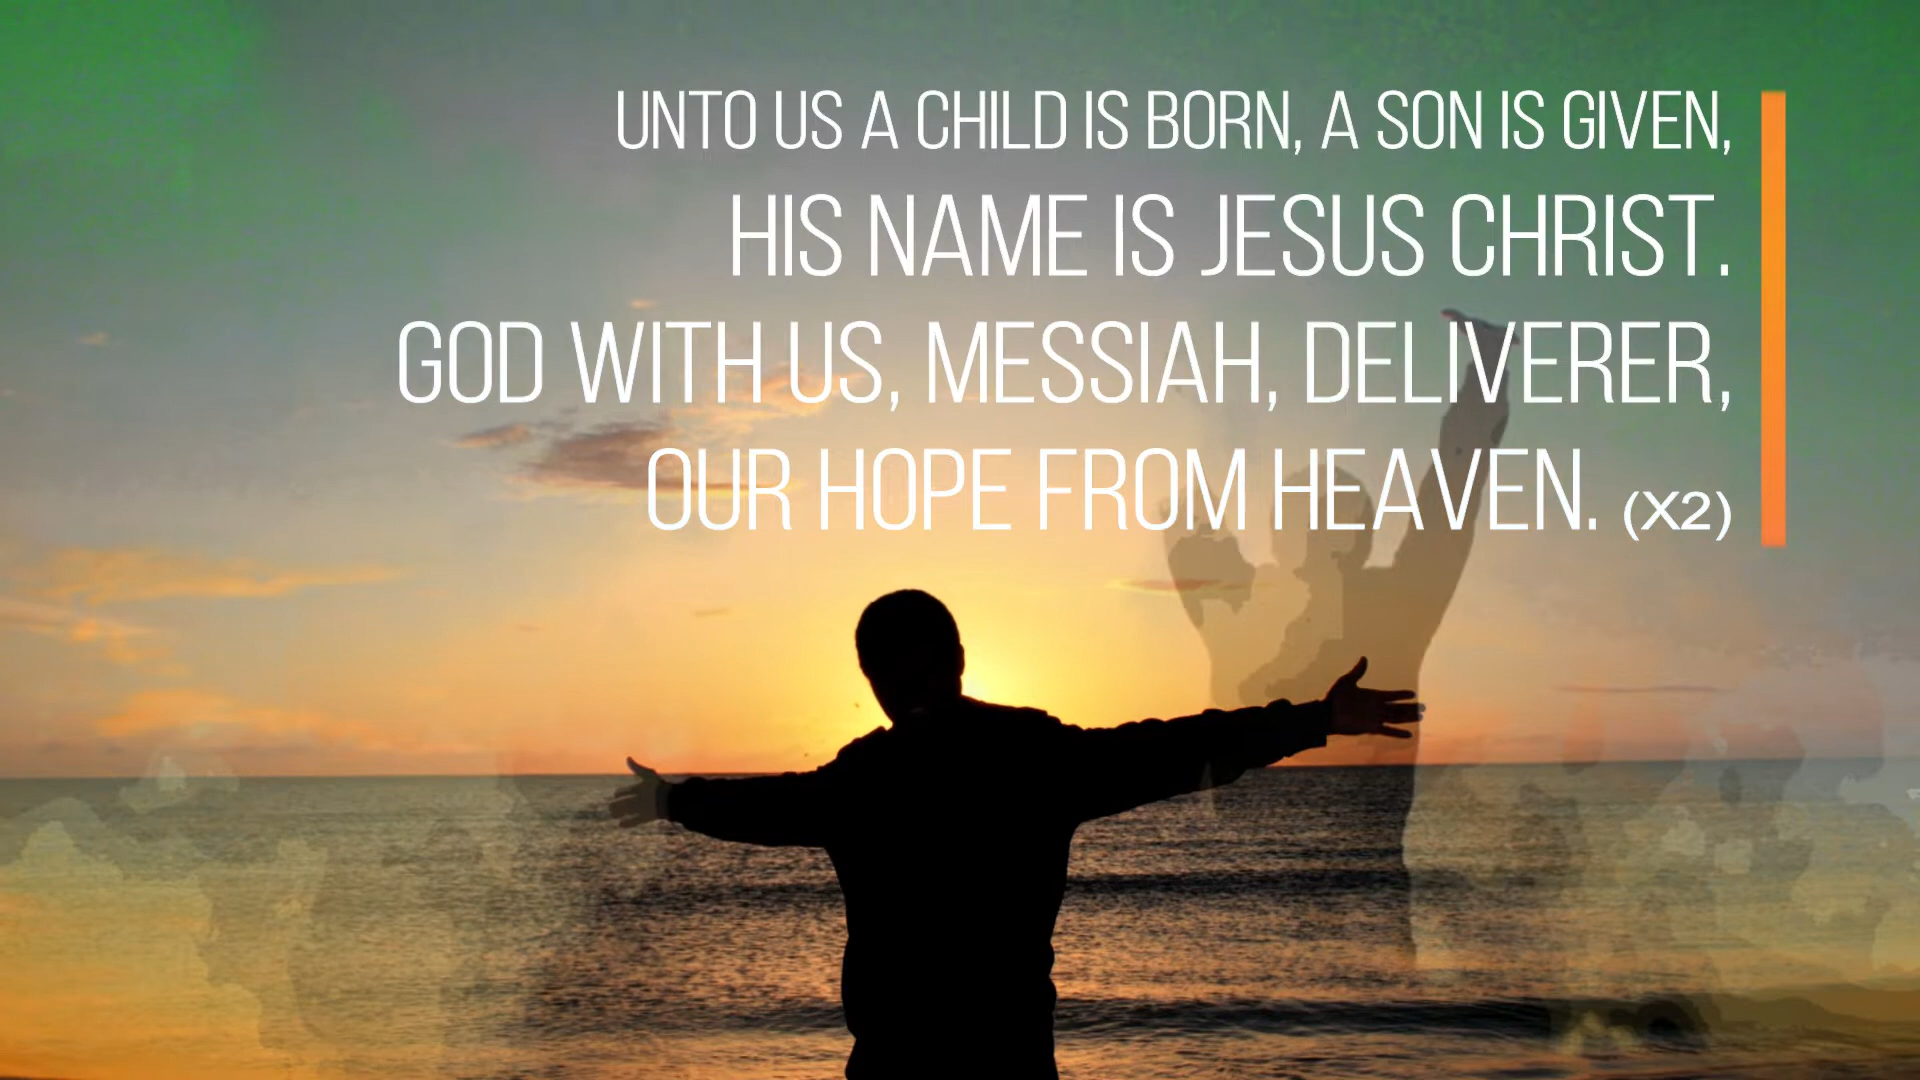 UNTO US A CHILD IS BORN, A SON IS GIVEN,
HIS NAME IS JESUS CHRIST.
GOD WITH US, MESSIAH, DELIVERER,
OUR HOPE FROM HEAVEN. (X2)